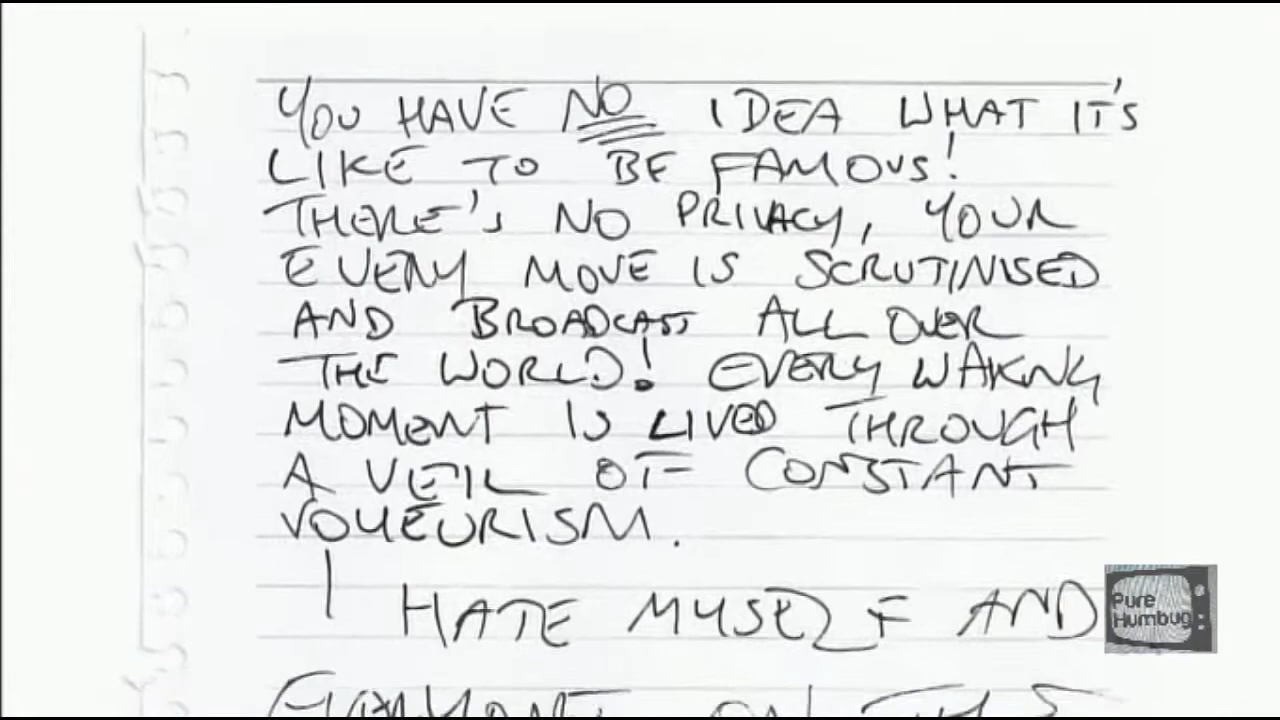 YOU HAVE NO IDEA WHAT IT'S
LIKE TO BE FAMOUS!
THERE'S NO PRIVACY, YOUR
EVERY MOVE IS SCRUTINISED
AND BROADCAST ALL OVER
THE WORLD! EVERY WAKING
MOMENT IS LIVED THROUGH
A VEIL OF CONSTANT
VOYEURISM.
I HATE MYSELF AND
ON THE
Pure
Humbug